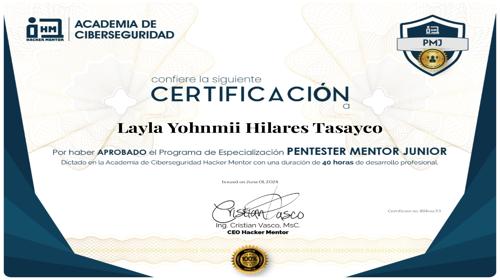 HM
HACKER MENTOR
ACADEMIA DE
CIBERSEGURIDAD
PMJ
confiere la siguiente
CERTIFICACIÓN
a
Layla Yohnmii Hilares Tasayco
Por haber APROBADO el Programa de Especialización PENTESTER MENTOR JUNIOR
Dictado en la Academia de Ciberseguridad Hacker Mentor con una duración de 40 horas de desarrollo profesional.
Issued on June 01, 2024
Cristian Vasco
Ing. Cristian Vasco, MsC.
CEO Hacker Mentor
Certificate no.
100%